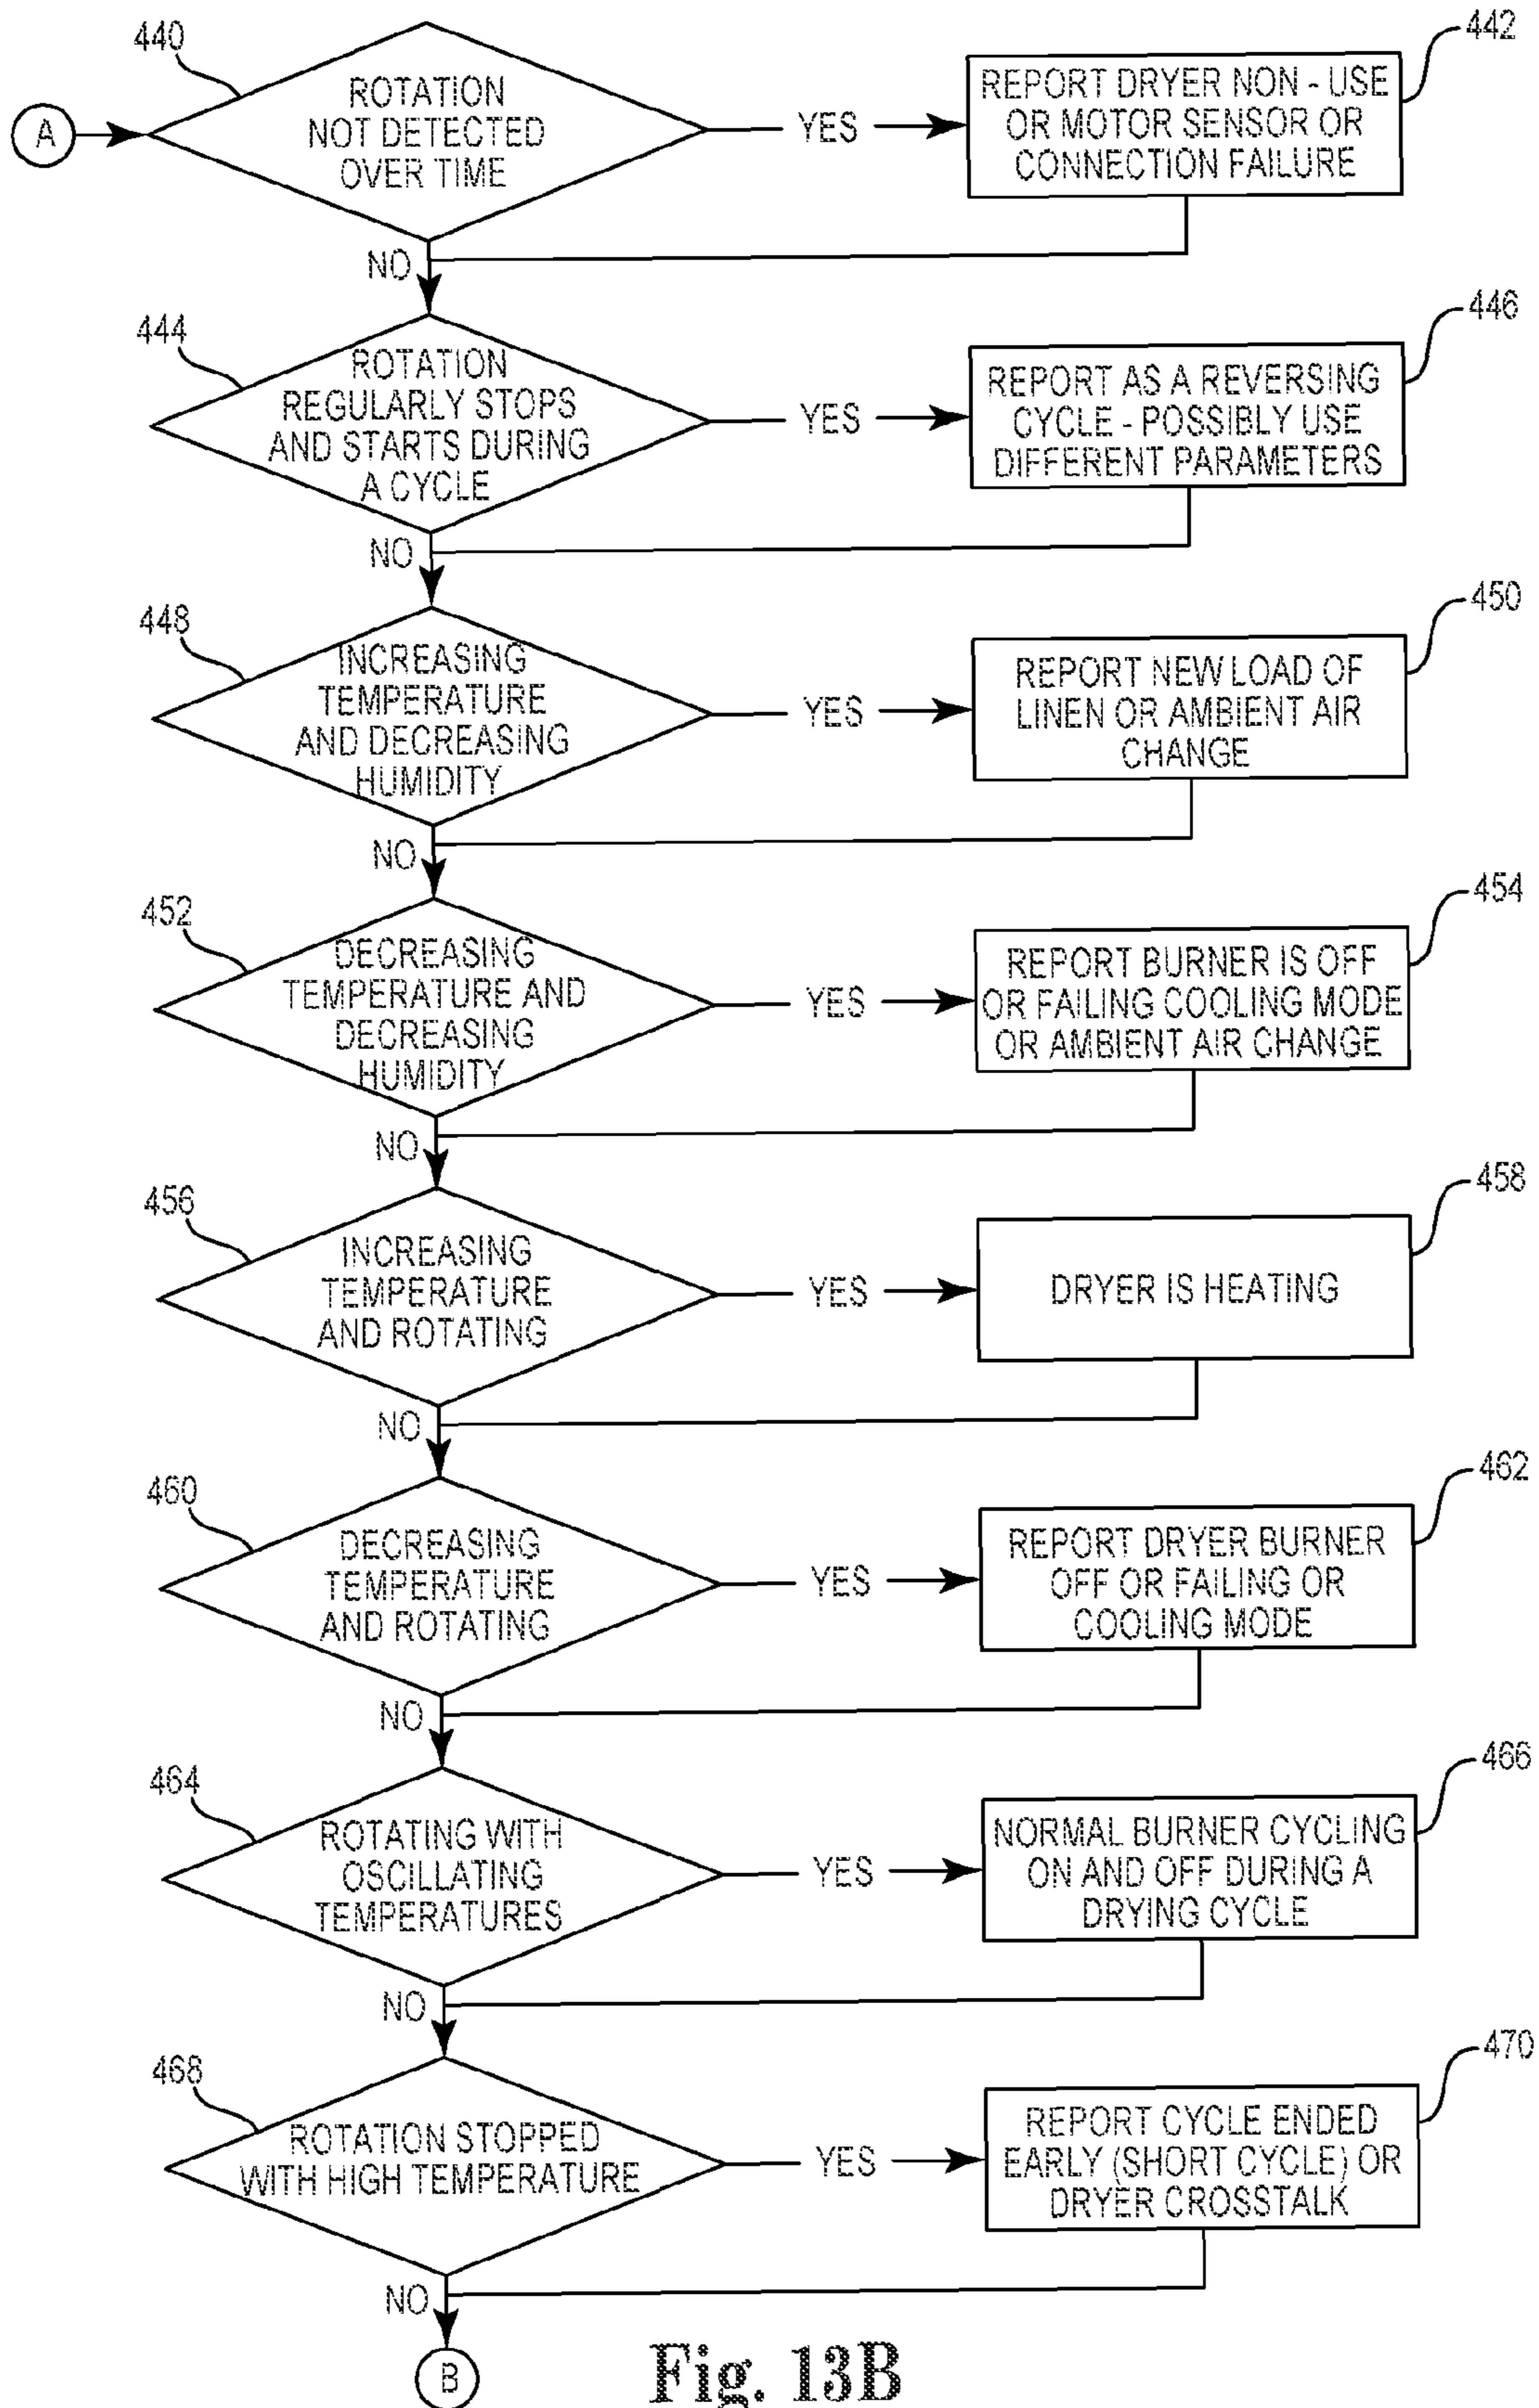 440
442
A
ROTATION
NOT DETECTED
OVER TIME
YES
REPORT DRYER NON - USE
OR MOTOR SENSOR OR
CONNECTION FAILURE
NO
444
446
ROTATION
REGULARLY STOPS
AND STARTS DURING
A CYCLE
YES
REPORT AS A REVERSING
CYCLE - POSSIBLY USE
DIFFERENT PARAMETERS
NO
448
450
INCREASING
TEMPERATURE
AND DECREASING
HUMIDITY
YES
REPORT NEW LOAD OF
LINEN OR AMBIENT AIR
CHANGE
NO
452
454
DECREASING
TEMPERATURE AND
DECREASING
HUMIDITY
YES
REPORT BURNER IS OFF
OR FAILING COOLING MODE
OR AMBIENT AIR CHANGE
NO
456
458
INCREASING
TEMPERATURE
AND ROTATING
YES
DRYER IS HEATING
NO
460
462
DECREASING
TEMPERATURE
AND ROTATING
YES
REPORT DRYER BURNER
OFF OR FAILING OR
COOLING MODE
NO
464
466
ROTATING WITH
OSCILLATING
TEMPERATURES
YES
NORMAL BURNER CYCLING
ON AND OFF DURING A
DRYING CYCLE
NO
468
470
ROTATION STOPPED
WITH HIGH TEMPERATURE
YES
REPORT CYCLE ENDED
EARLY (SHORT CYCLE) OR
DRYER CROSSTALK
NO
B
Fig. 13B